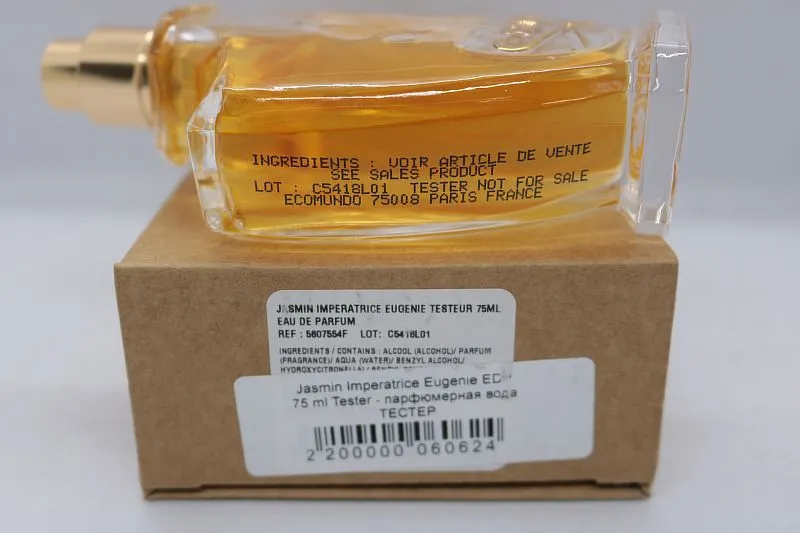 INGREDIENTS : VOIR ARTICLE DE VENTE
SEE SALES PRODUCT
LOT : C5418L01 TESTER NOT FOR SALE
ECOMUNDO 75008 PARIS FRANCE
JASMIN IMPERATRICE EUGENIE TESTEUR 75ML
EAU DE PARFUM
REF : 5607554F LOT: C5418L01
INGREDIENTS / CONTAINS : ALCOOL (ALCOHOL)/ PARFUM
(FRAGRANCE)/ AQUA (WATER)/ BENZYL ALCOHOL/
HYDROXYCITRONELLAL/
Jasmin Imperatrice Eugenie
75 ml Tester - парфюмерная вода
ТЕСТЕР
2 200000 060624